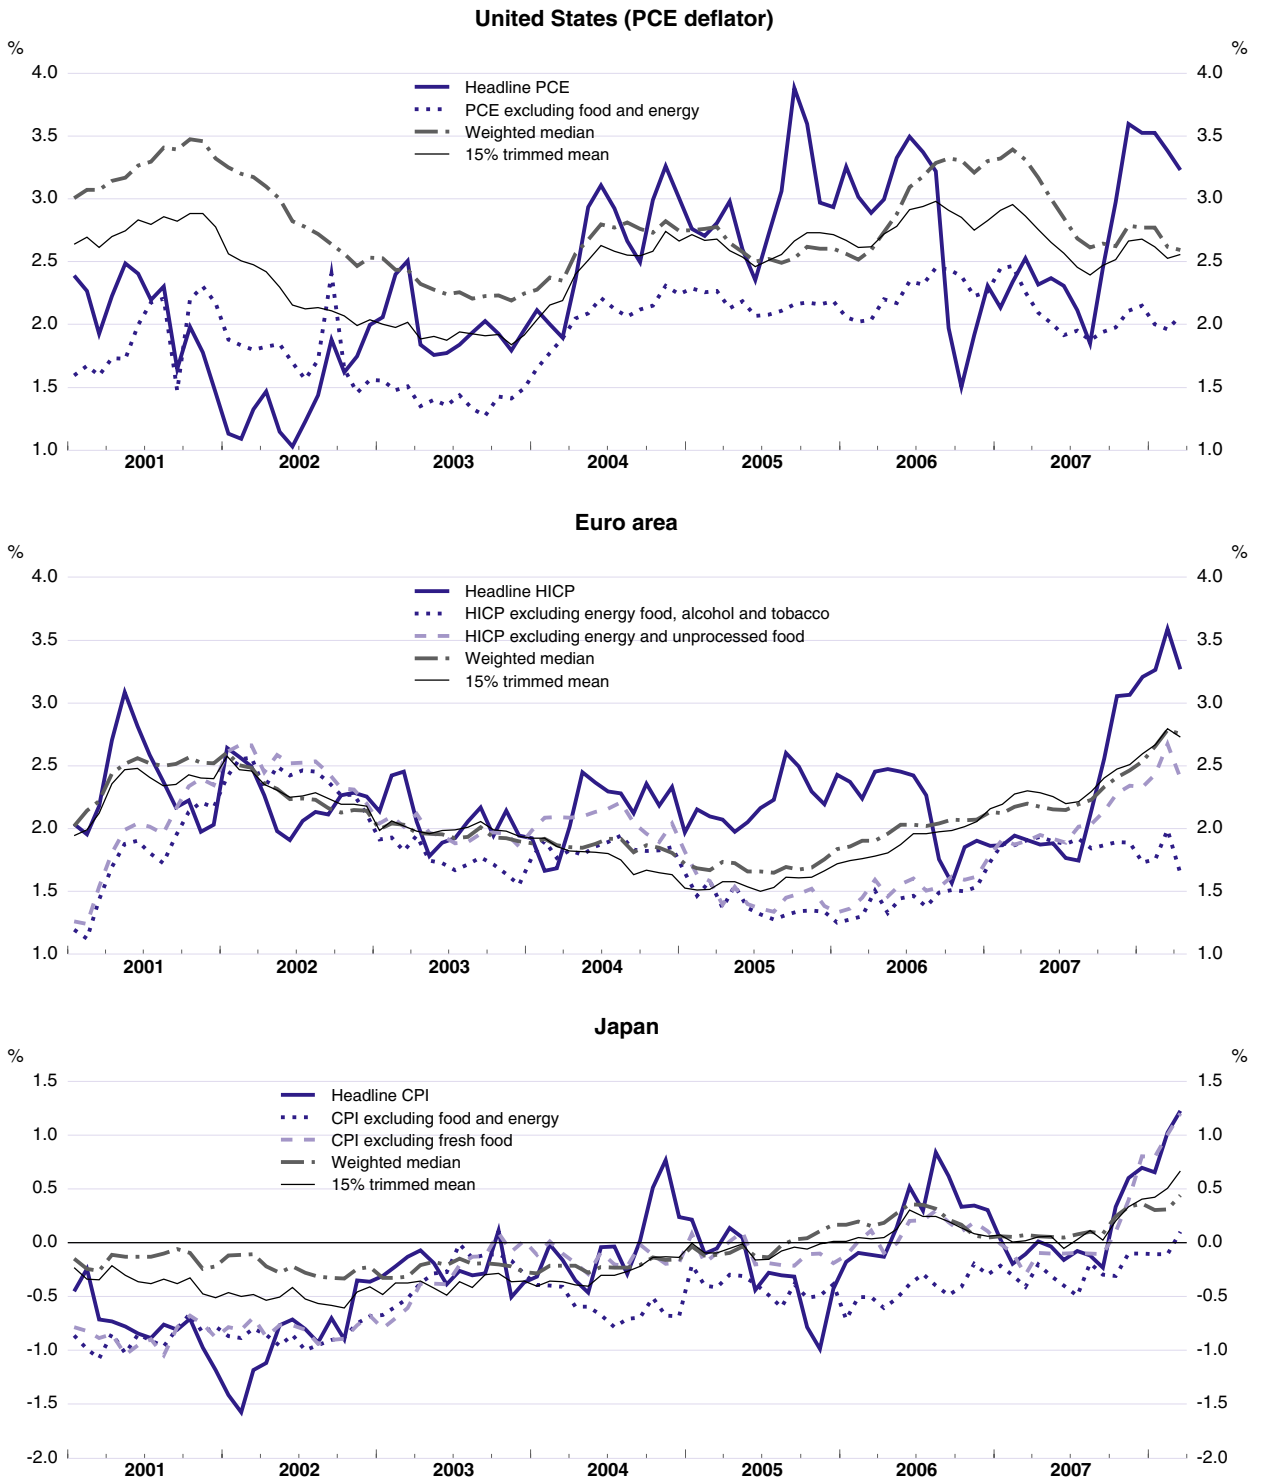 United States (PCE deflator)
% %
4.0 4.0
Headline PCE
PCE excluding food and energy
Weighted median
15% trimmed mean
3.5 3.5
3.0 3.0
2.5 2.5
2.0 2.0
1.5 1.5
1.0 1.0
2001 2002 2003 2004 2005 2006 2007
Euro area
% %
4.0 4.0
Headline HICP
HICP excluding energy food, alcohol and tobacco
HICP excluding energy and unprocessed food
Weighted median
15% trimmed mean
3.5 3.5
3.0 3.0
2.5 2.5
2.0 2.0
1.5 1.5
1.0 1.0
2001 2002 2003 2004 2005 2006 2007
Japan
% %
1.5 1.5
Headline CPI
CPI excluding food and energy
CPI excluding fresh food
Weighted median
15% trimmed mean
1.0 1.0
0.5 0.5
0.0 0.0
-0.5 -0.5
-1.0 -1.0
-1.5 -1.5
-2.0 -2.0
2001 2002 2003 2004 2005 2006 2007